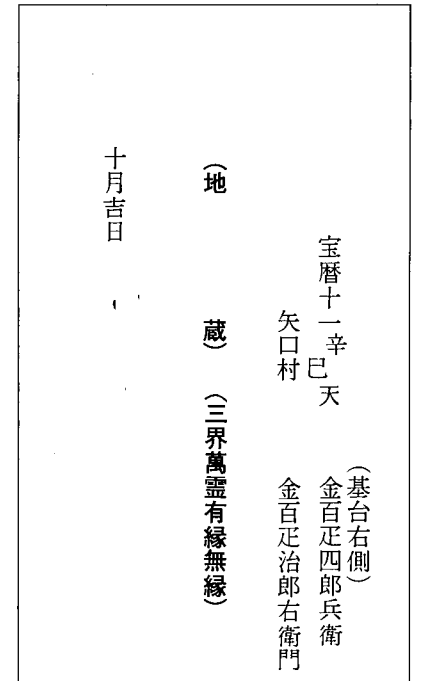 (基台右側)
宝暦十一辛巳天　金百疋四郎兵衛
矢口村　金百疋治郎右衛門
(地　蔵)　(三界萬霊有縁無縁)
十月吉日